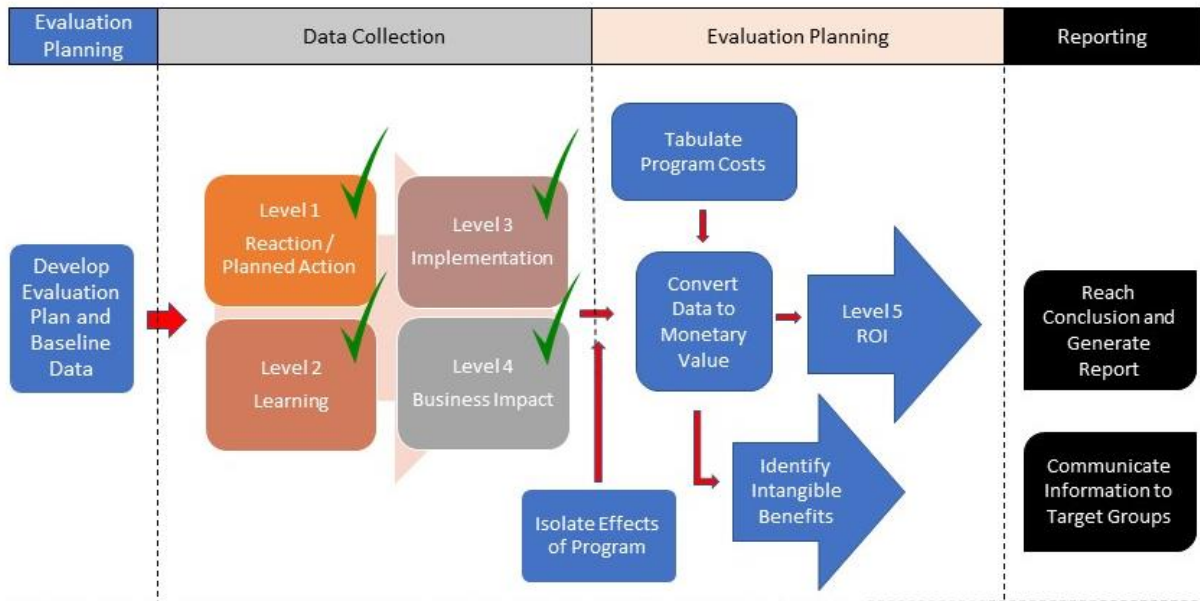 Evaluation
Planning
Data Collection
Evaluation Planning
Reporting
Develop
Evaluation
Plan and
Baseline
Data
Level 1
Reaction /
Planned Action
Level 2
Learning
Level 3
Implementation
Level 4
Business Impact
Isolate Effects
of Program
Tabulate
Program Costs
Convert
Data to
Monetary
Value
Level 5
ROI
Identify
Intangible
Benefits
Reach
Conclusion and
Generate
Report
Communicate
Information to
Target Groups